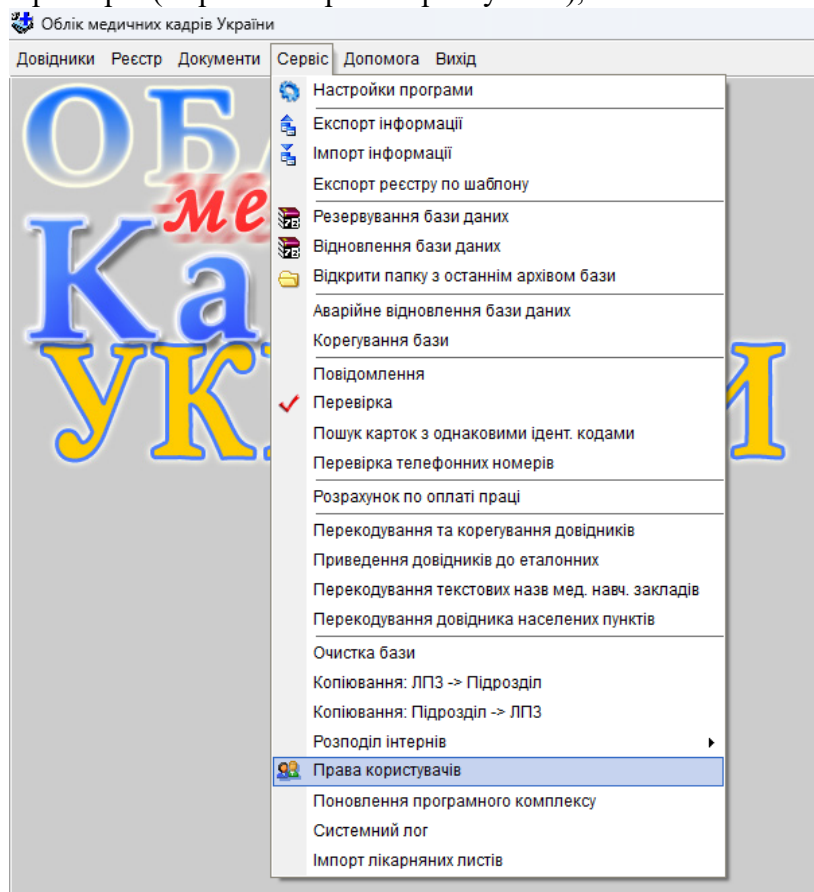 Облік медичних кадрів України
Довідники Реєстр Документи Сервіс Допомога Вихід
Настройки програми
Експорт інформації
Імпорт інформації
Експорт реєстру по шаблону
Резервування бази даних
Відновлення бази даних
Відкрити папку з останнім архівом бази
Аварійне відновлення бази даних
Корегування бази
Повідомлення
Перевірка
Пошук карток з однаковими ідент. кодами
Перевірка телефонних номерів
Розрахунок по оплаті праці
Перекодування та корегування довідників
Приведення довідників до еталонних
Перекодування текстових назв мед. навч. закладів
Перекодування довідника населених пунктів
Очистка бази
Копіювання: ЛПЗ -> Підрозділ
Копіювання: Підрозділ -> ЛПЗ
Розподіл інтернів
Права користувачів
Поновлення програмного комплексу
Системний лог
Імпорт лікарняних листів